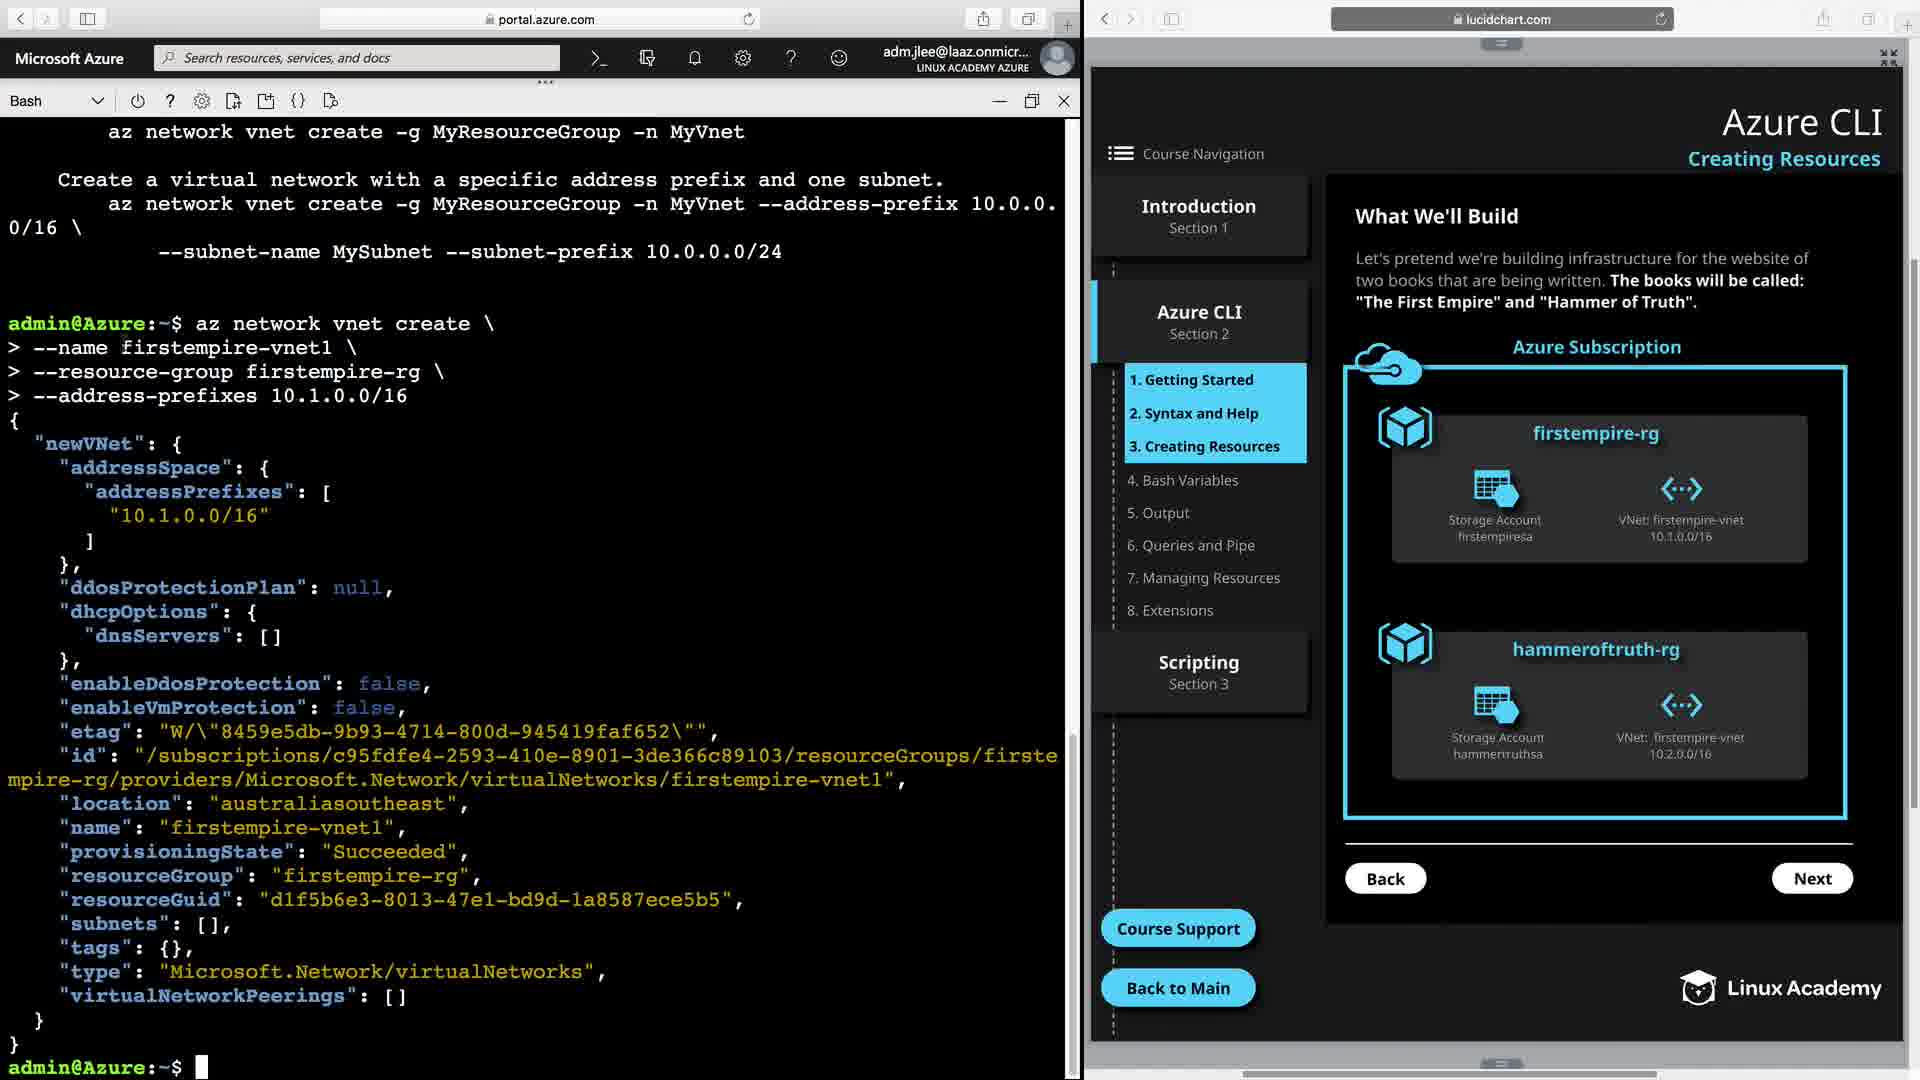 portal.azure.com
Microsoft Azure
Search resources, services, and docs
adm.jlee@laaz.onmicr...
LINUX ACADEMY AZURE
Bash
az network vnet create -g MyResourceGroup -n MyVnet
Create a virtual network with a specific address prefix and one subnet.
az network vnet create -g MyResourceGroup -n MyVnet --address-prefix 10.0.0.
0/16 \
--subnet-name MySubnet --subnet-prefix 10.0.0.0/24
admin@Azure:~$ az network vnet create \
> --name firstempire-vnet1 \
> --resource-group firstempire-rg \
> --address-prefixes 10.1.0.0/16
{
"newVNet": {
"addressSpace": {
"addressPrefixes": [
"10.1.0.0/16"
]
},
"ddosProtectionPlan": null,
"dhcpOptions": {
"dnsServers": []
},
"enableDdosProtection": false,
"enableVmProtection": false,
"etag": "W/\"8459e5db-9b93-4714-800d-945419faf652\"",
"id": "/subscriptions/c95fdfe4-2593-410e-8901-3de366c89103/resourceGroups/firste
mpire-rg/providers/Microsoft.Network/virtualNetworks/firstempire-vnet1",
"location": "australiasoutheast",
"name": "firstempire-vnet1",
"provisioningState": "Succeeded",
"resourceGroup": "firstempire-rg",
"resourceGuid": "d1f5b6e3-8013-47e1-bd9d-1a8587ece5b5",
"subnets": [],
"tags": {},
"type": "Microsoft.Network/virtualNetworks",
"virtualNetworkPeerings": []
}
}
admin@Azure:~$
lucidchart.com
Azure CLI
Creating Resources
Course Navigation
Introduction
Section 1
Azure CLI
Section 2
1. Getting Started
2. Syntax and Help
3. Creating Resources
4. Bash Variables
5. Output
6. Queries and Pipe
7. Managing Resources
8. Extensions
Scripting
Section 3
Course Support
Back to Main
What We'll Build
Let's pretend we're building infrastructure for the website of
two books that are being written. The books will be called:
"The First Empire" and "Hammer of Truth".
Azure Subscription
firstempire-rg
Storage Account
firstempiresa
VNet: firstempire-vnet
10.1.0.0/16
hammeroftruth-rg
Storage Account
hammerruthsa
VNet: firstempire-vnet
10.2.0.0/16
Back
Next
Linux Academy